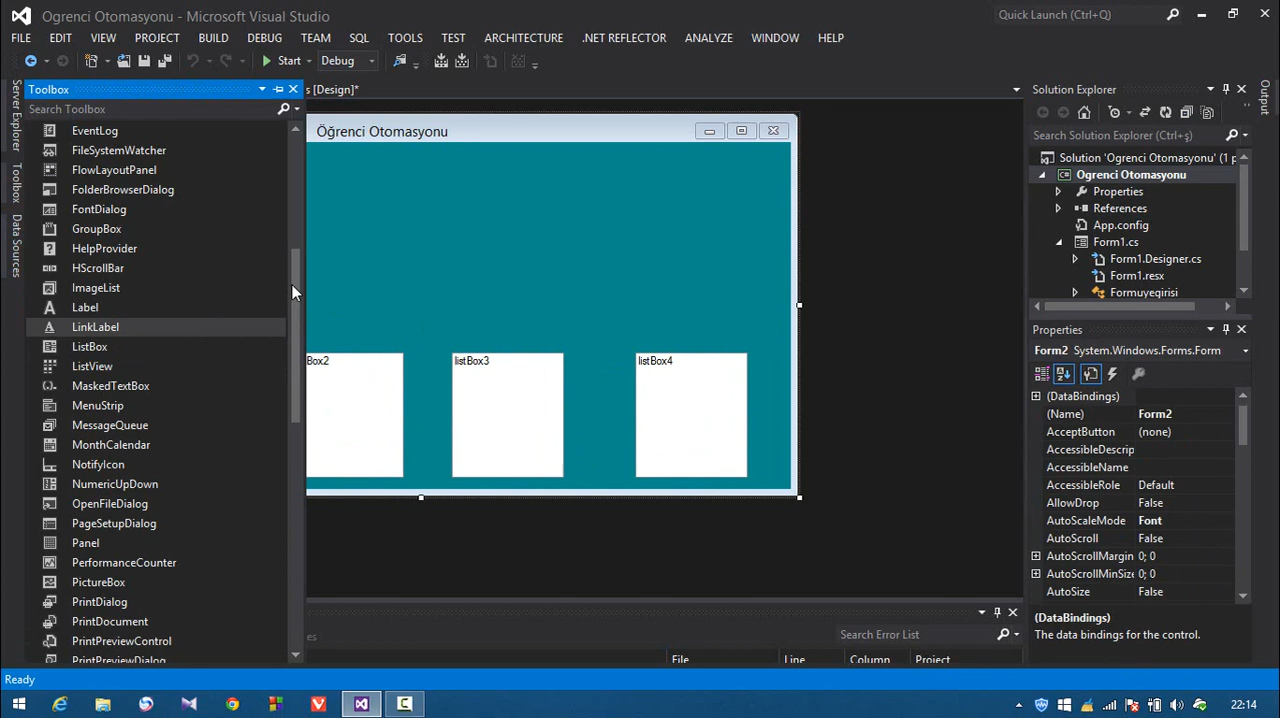 Ogrenci Otomasyonu - Microsoft Visual Studio
Quick Launch (Ctrl+Q)
FILE EDIT VIEW PROJECT BUILD DEBUG TEAM SQL TOOLS TEST ARCHITECTURE .NET REFLECTOR ANALYZE WINDOW HELP
Start Debug
Server Explorer
Toolbox
Data Sources
Toolbox
Search Toolbox
EventLog
FileSystemWatcher
FlowLayoutPanel
FolderBrowserDialog
FontDialog
GroupBox
HelpProvider
HScrollBar
ImageList
Label
LinkLabel
ListBox
ListView
MaskedTextBox
MenuStrip
MessageQueue
MonthCalendar
NotifyIcon
NumericUpDown
OpenFileDialog
PageSetupDialog
Panel
PerformanceCounter
PictureBox
PrintDialog
PrintDocument
PrintPreviewControl
PrintPreviewDialog
s [Design]*
Öğrenci Otomasyonu
Box2
listBox3
listBox4
es
Search Error List
File Line Column Project
Solution Explorer
Search Solution Explorer (Ctrl+ş)
Solution 'Ogrenci Otomasyonu' (1 p
Ogrenci Otomasyonu
Properties
References
App.config
Form1.cs
Form1.Designer.cs
Form1.resx
Formuyegirisi
Properties
Form2 System.Windows.Forms.Form
(DataBindings)
(Name) Form2
AcceptButton (none)
AccessibleDescrip
AccessibleName
AccessibleRole Default
AllowDrop False
AutoScaleMode Font
AutoScroll False
AutoScrollMargin 0; 0
AutoScrollMinSize 0; 0
AutoSize False
(DataBindings)
The data bindings for the control.
Output
Ready
22:14